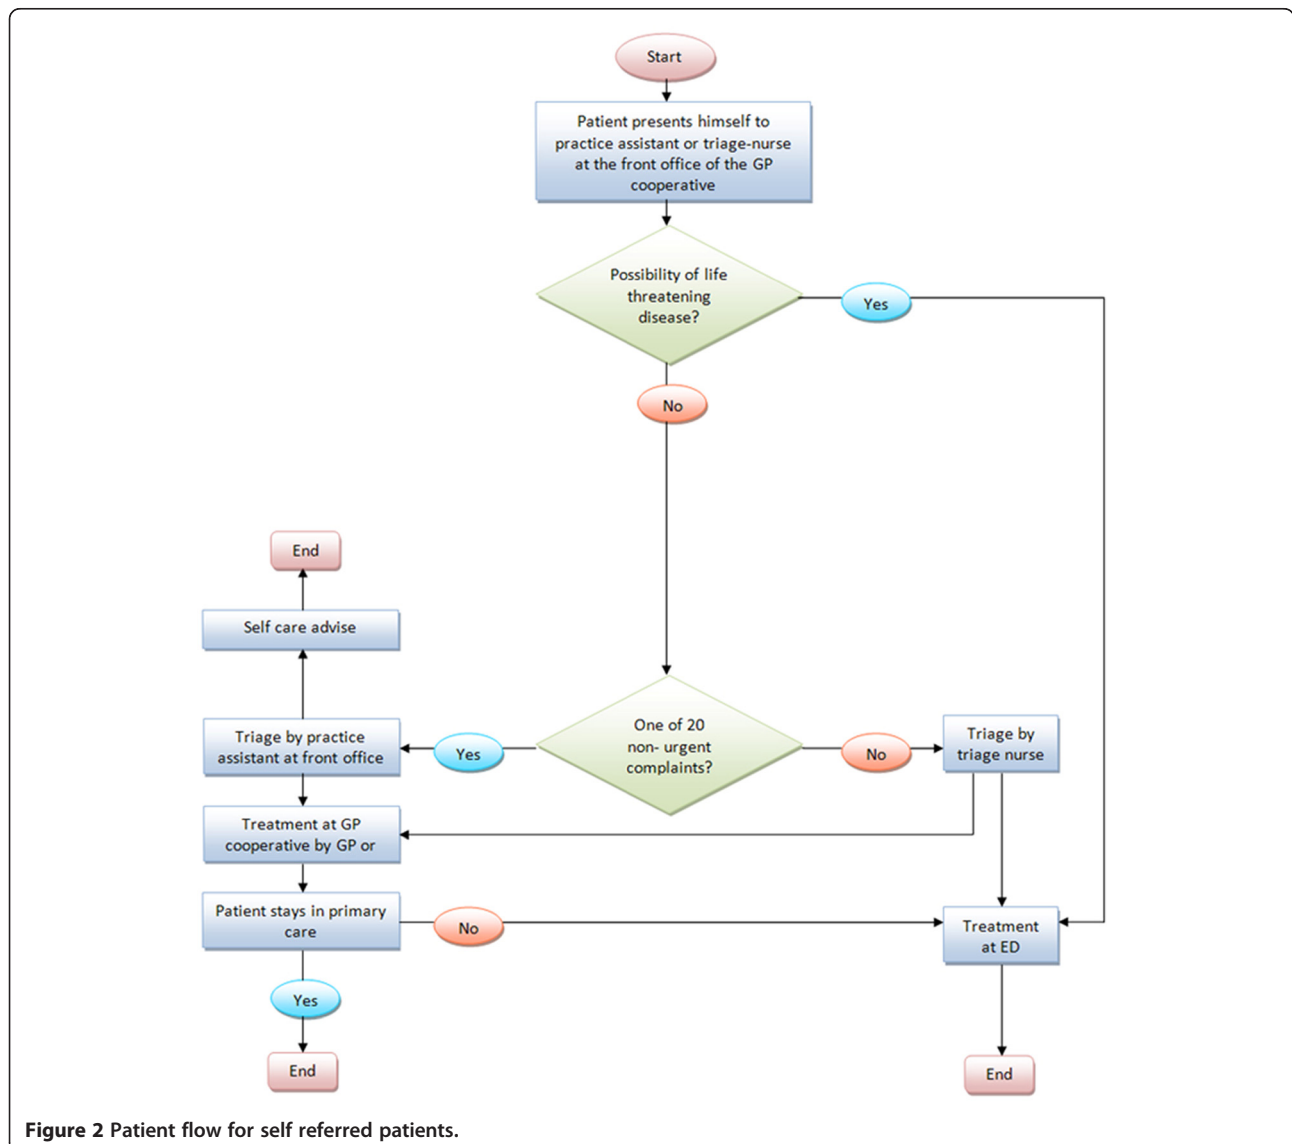 Start
Patient presents himself to
practice assistant or triage-nurse
at the front office of the GP
cooperative
Possibility of life
threatening
disease?
Yes
No
End
Self care advise
Triage by practice
assistant at front office
Yes
One of 20
non- urgent
complaints?
No
Triage by
triage nurse
Treatment at GP
cooperative by GP or
Patient stays in primary
care
No
Treatment
at ED
Yes
End
End
Figure 2 Patient flow for self referred patients.